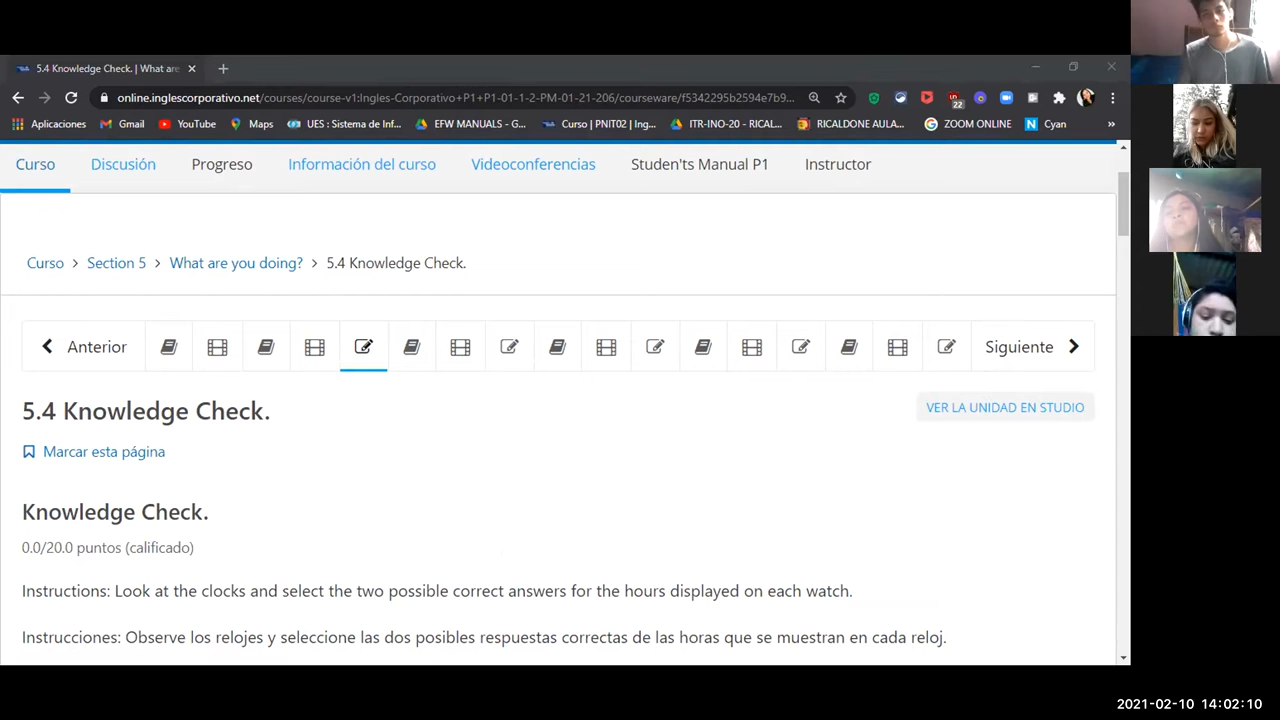 5.4 Knowledge Check. | What are
online.inglescorporativo.net/courses/course-v1:Ingles-Corporativo+P1+P1-01-1-2-PM-01-21-206/courseware/f5342295b2594e7b9...
22
Aplicaciones Gmail YouTube Maps UES : Sistema de Inf... EFW MANUALS - G... Curso | PNIT02 | Ing... ITR-INO-20 - RICAL... RICALDONE AULA... ZOOM ONLINE Cyan »
Curso Discusión Progreso Información del curso Videoconferencias Studen'ts Manual P1 Instructor
Curso > Section 5 > What are you doing? > 5.4 Knowledge Check.
Anterior Siguiente
5.4 Knowledge Check.
VER LA UNIDAD EN STUDIO
Marcar esta página
Knowledge Check.
0.0/20.0 puntos (calificado)
Instructions: Look at the clocks and select the two possible correct answers for the hours displayed on each watch.
Instrucciones: Observe los relojes y seleccione las dos posibles respuestas correctas de las horas que se muestran en cada reloj.
2021-02-10 14:02:10